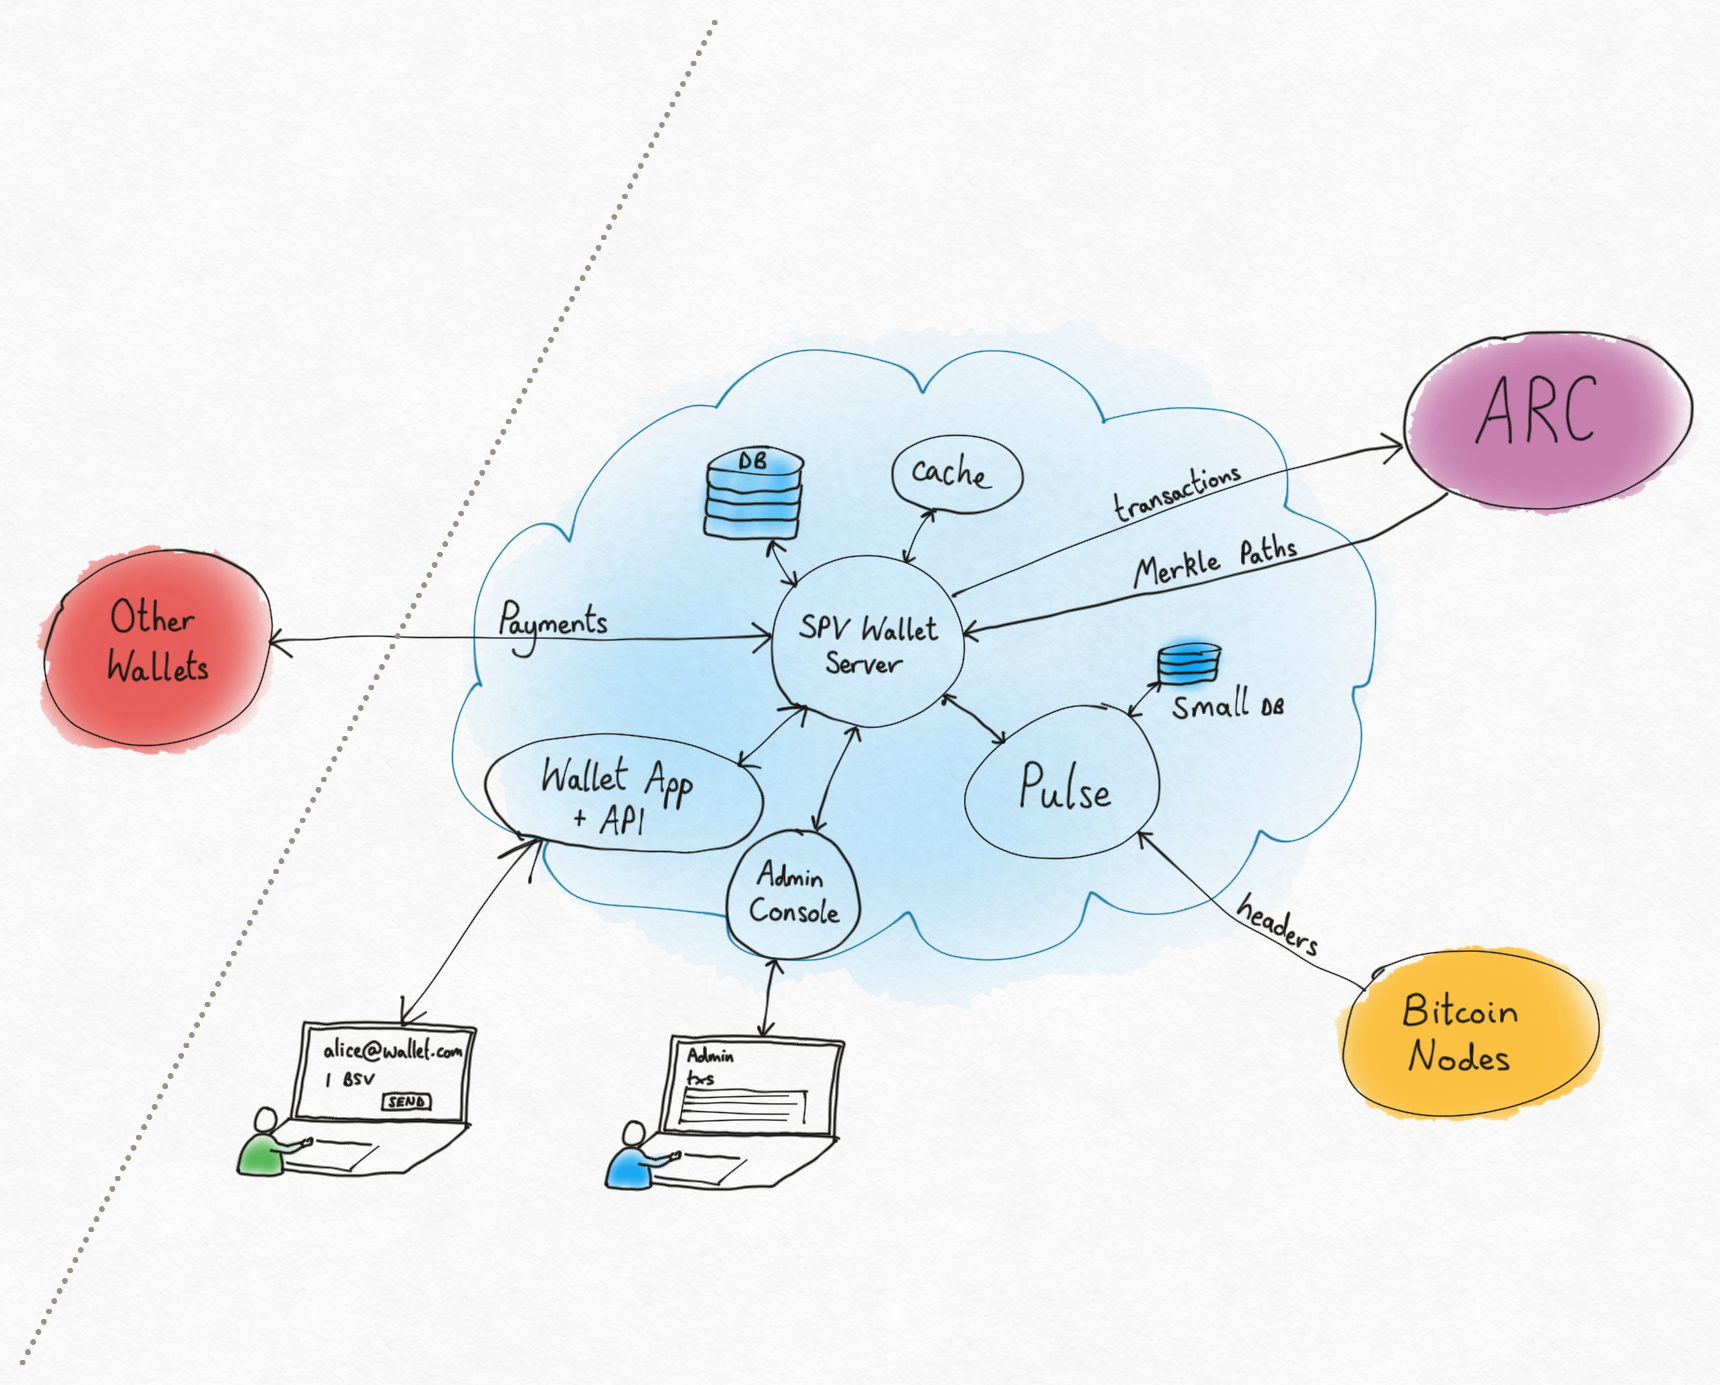 ARC
DB
cache
transactions
Merkle Paths
Other
Wallets
Payments
SPV Wallet
Server
Small DB
Wallet App
+ API
Pulse
Admin
Console
headers
Bitcoin
Nodes
alice@wallet.com
1 BSV
SEND
Admin
txs